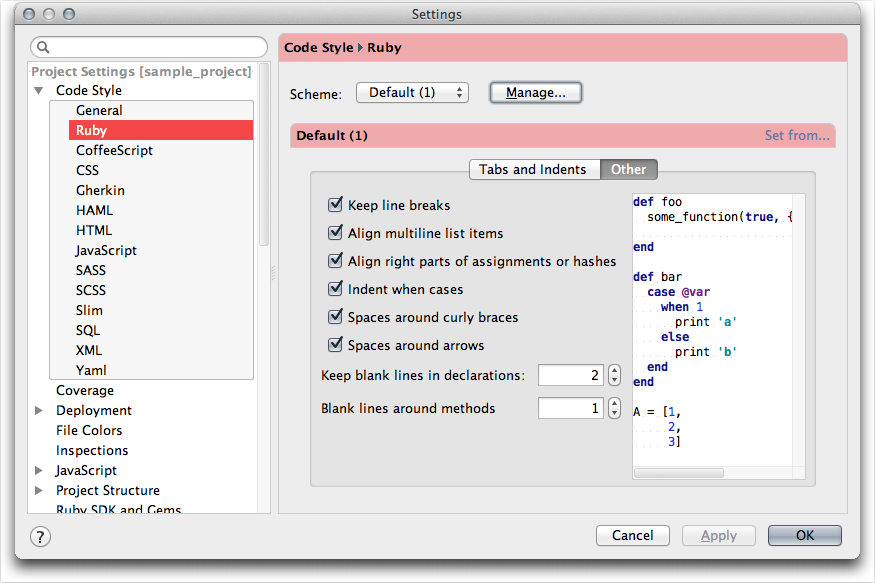 Settings
Project Settings [sample_project]
Code Style
General
Ruby
CoffeeScript
CSS
Gherkin
HAML
HTML
JavaScript
SASS
SCSS
Slim
SQL
XML
Yaml
Coverage
Deployment
File Colors
Inspections
JavaScript
Project Structure
Ruby SDK and Gems
Code Style Ruby
Scheme: Default (1) Manage...
Default (1) Set from...
Tabs and Indents Other
Keep line breaks
Align multiline list items
Align right parts of assignments or hashes
Indent when cases
Spaces around curly braces
Spaces around arrows
Keep blank lines in declarations: 2
Blank lines around methods 1
def foo
some_function(true, {
end
def bar
case @var
when 1
print 'a'
else
print 'b'
end
end
A = [1,
2,
3]
?
Cancel Apply OK